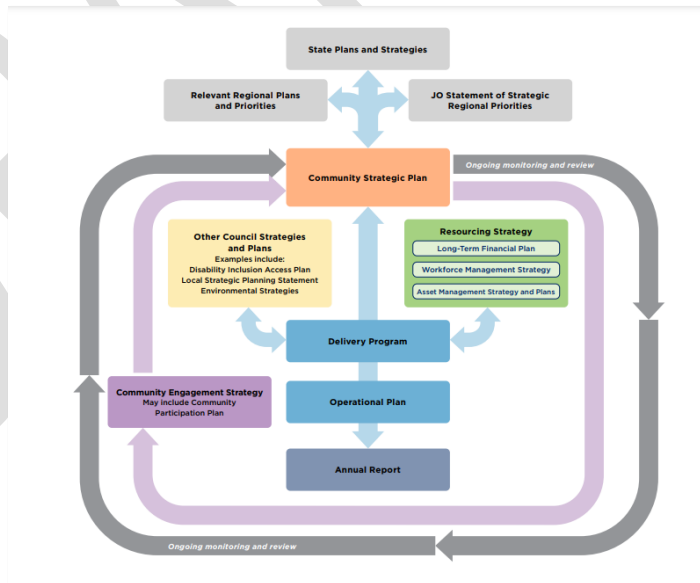 State Plans and Strategies
Relevant Regional Plans
and Priorities
JO Statement of Strategic
Regional Priorities
Community Strategic Plan
Ongoing monitoring and review
Other Council Strategies
and Plans
Examples include:
Disability Inclusion Access Plan
Local Strategic Planning Statement
Environmental Strategies
Resourcing Strategy
Long-Term Financial Plan
Workforce Management Strategy
Asset Management Strategy and Plans
Delivery Program
Community Engagement Strategy
May Include Community
Participation Plan
Operational Plan
Annual Report
Ongoing monitoring and review